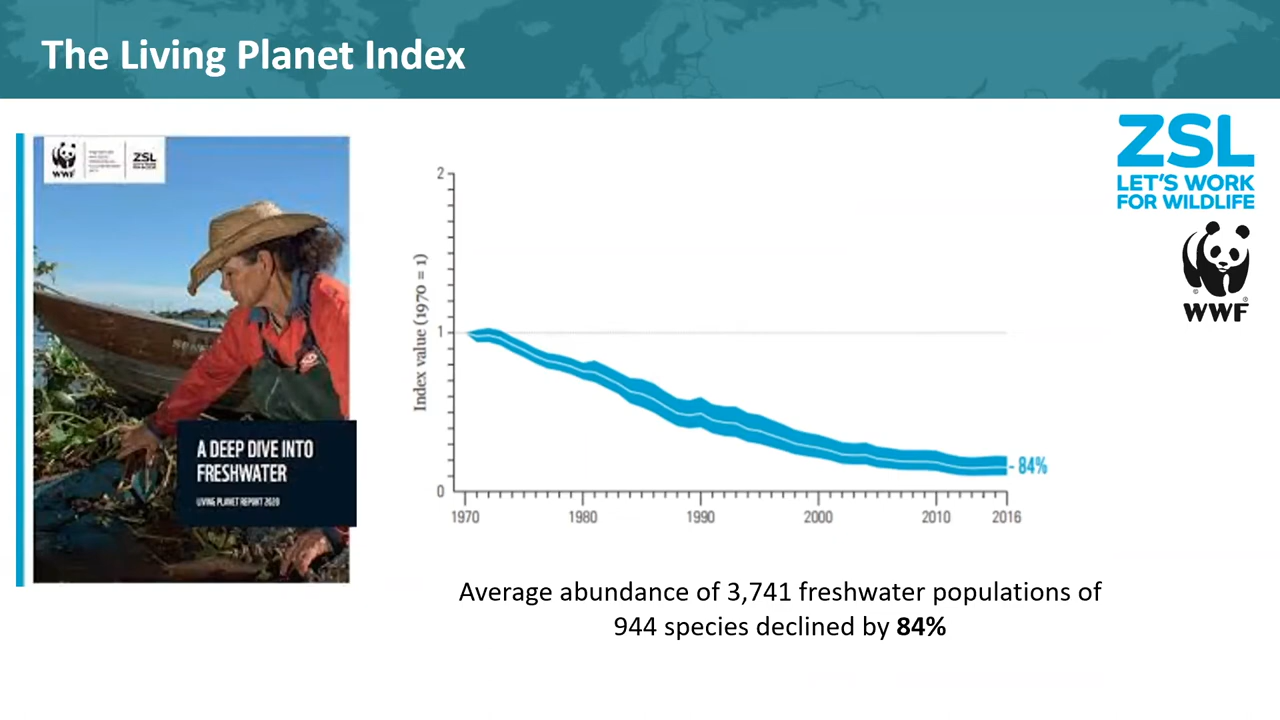 The Living Planet Index
WWF
ZSL
A DEEP DIVE INTO
FRESHWATER
LIVING PLANET REPORT 2020
Index value (1970 = 1)
2
1
0
1970
1980
1990
2000
2010
2016
- 84%
ZSL
LET'S WORK
FOR WILDLIFE
WWF
Average abundance of 3,741 freshwater populations of
944 species declined by 84%